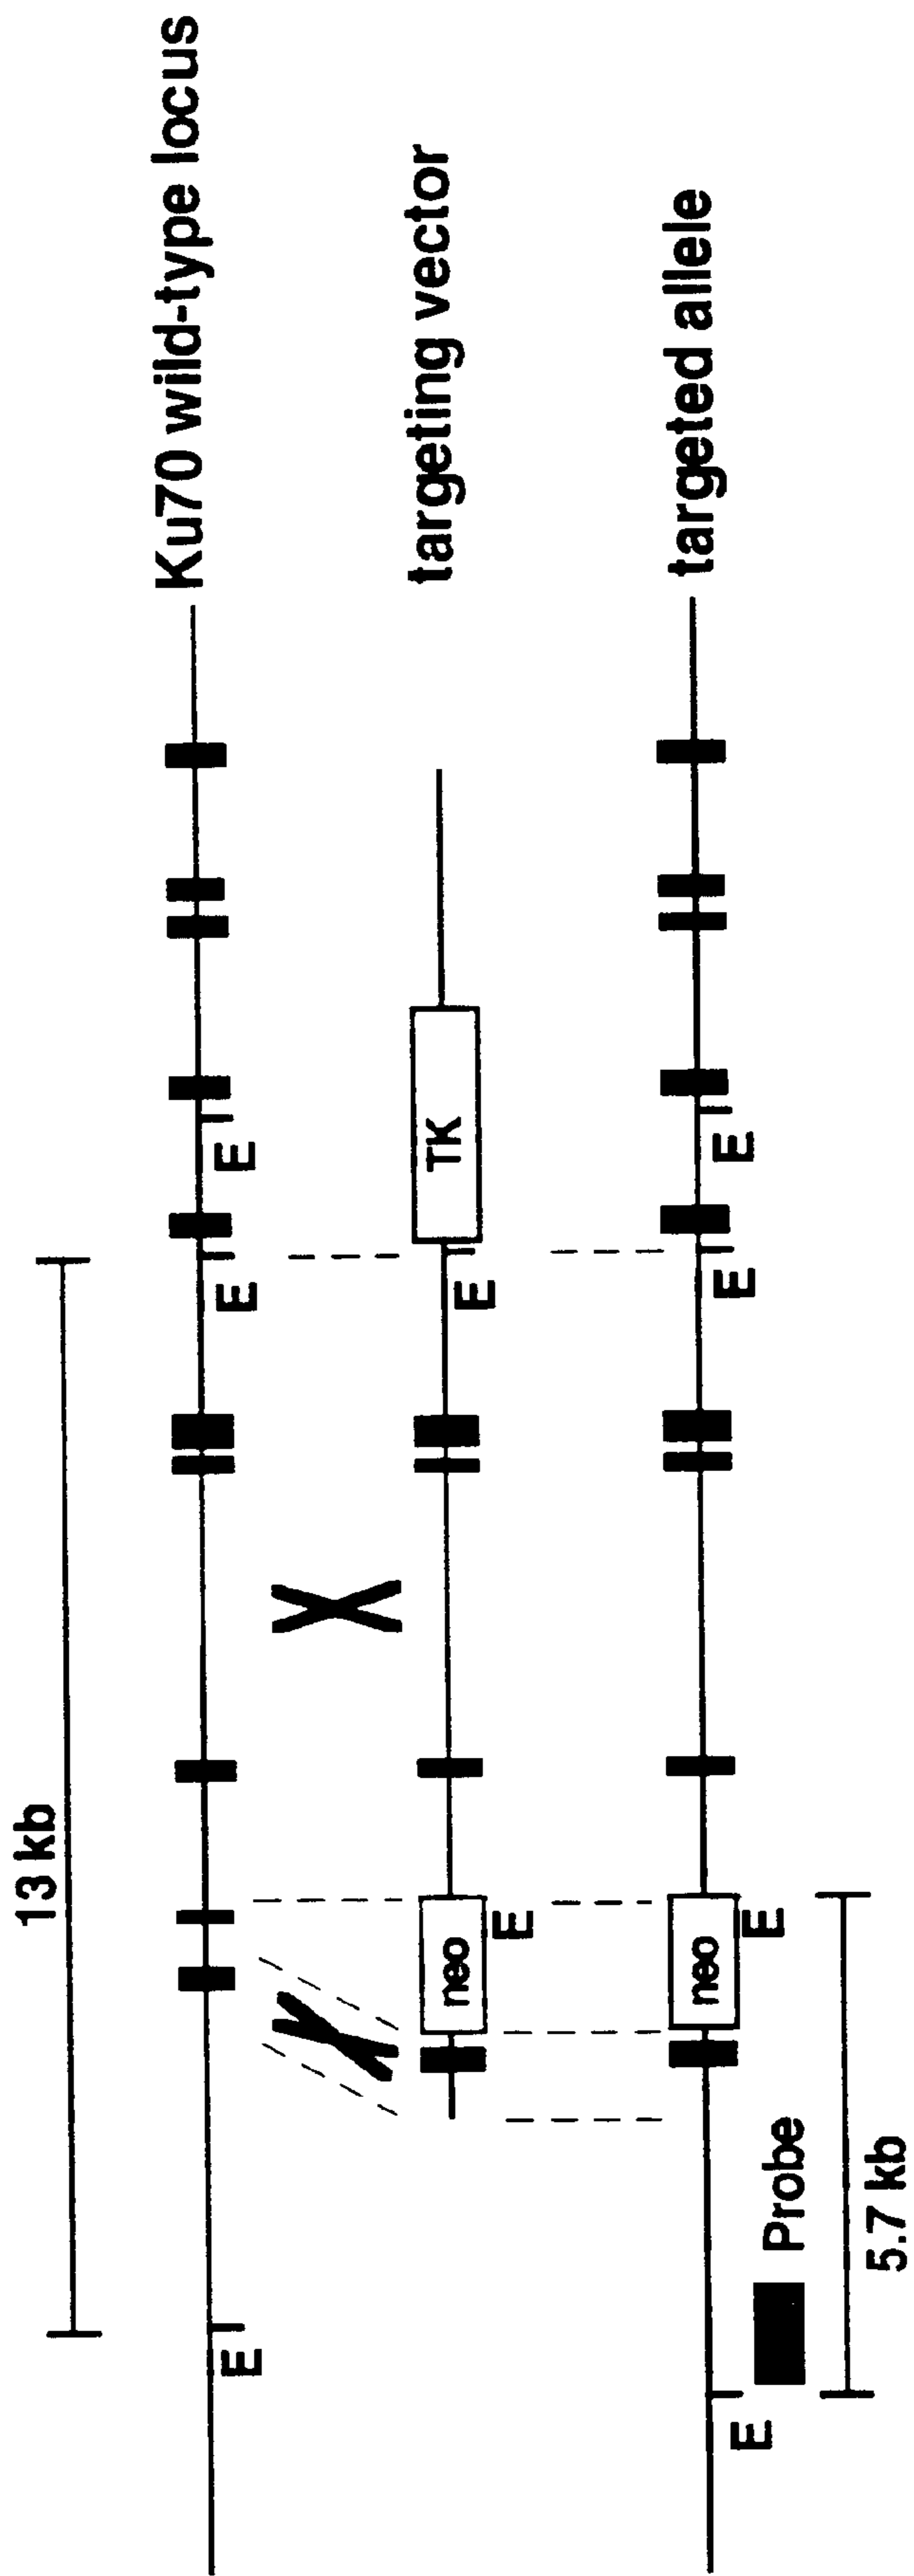 13 kb
Ku70 wild-type locus
E
E
E
targeting vector
neo
E
E
TK
targeted allele
E
neo
E
E
E
Probe
5.7 kb